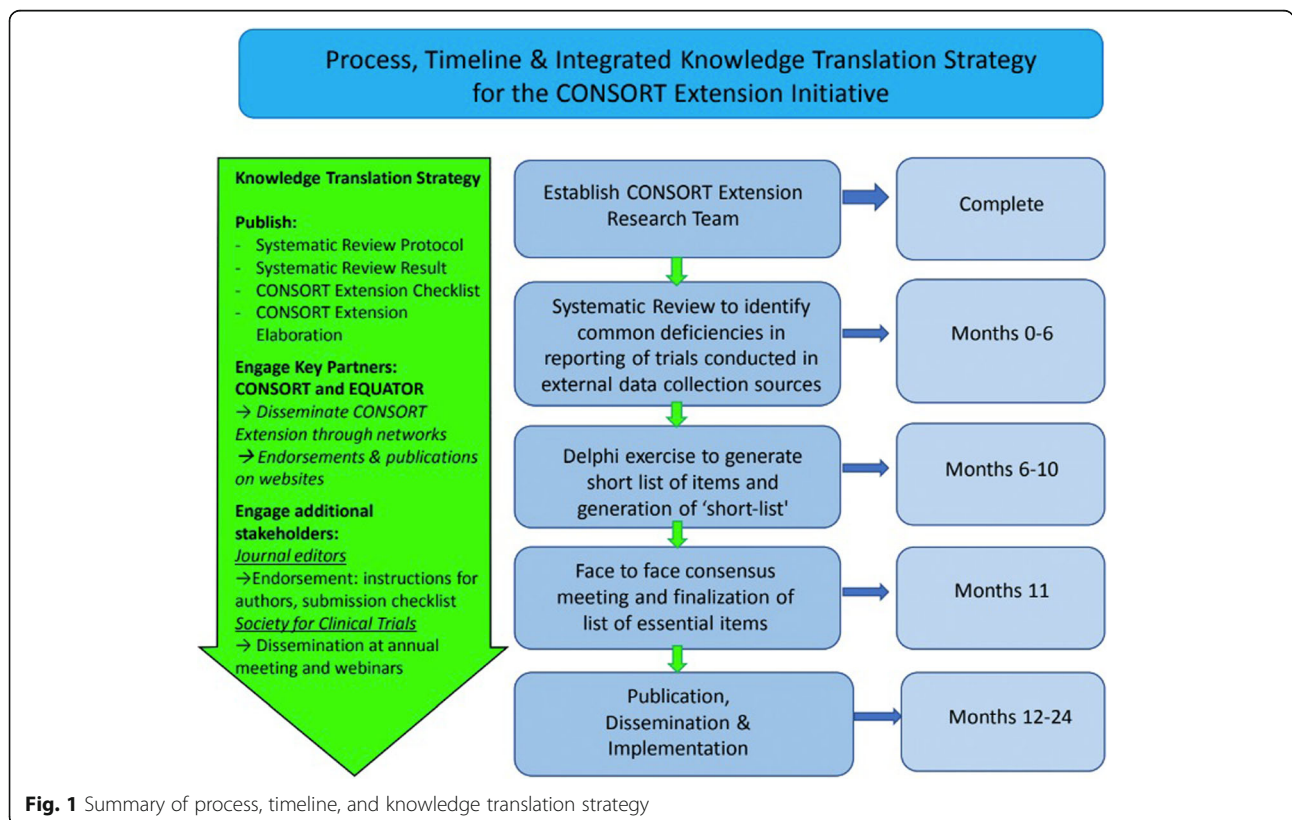 Process, Timeline & Integrated Knowledge Translation Strategy
for the CONSORT Extension Initiative
Knowledge Translation Strategy
Publish:
- Systematic Review Protocol
- Systematic Review Result
- CONSORT Extension Checklist
- CONSORT Extension
Elaboration
Engage Key Partners:
CONSORT and EQUATOR
→ Disseminate CONSORT
Extension through networks
→ Endorsements & publications
on websites
Engage additional
stakeholders:
Journal editors
→Endorsement: instructions for
authors, submission checklist
Society for Clinical Trials
→ Dissemination at annual
meeting and webinars
Establish CONSORT Extension
Research Team
Complete
Systematic Review to identify
common deficiencies in
reporting of trials conducted in
external data collection sources
Months 0-6
Delphi exercise to generate
short list of items and
generation of ‘short-list'
Months 6-10
Face to face consensus
meeting and finalization of
list of essential items
Months 11
Publication,
Dissemination &
Implementation
Months 12-24
Fig. 1 Summary of process, timeline, and knowledge translation strategy